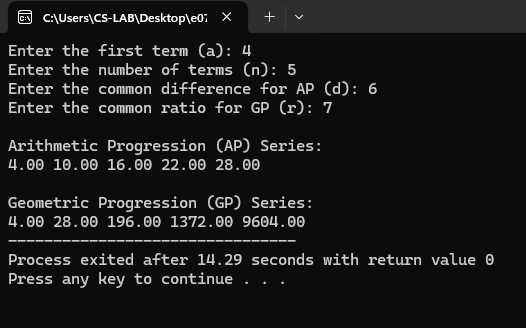 C:\Users\CS-LAB\Desktop\e07
Enter the first term (a): 4
Enter the number of terms (n): 5
Enter the common difference for AP (d): 6
Enter the common ratio for GP (r): 7
Arithmetic Progression (AP) Series:
4.00 10.00 16.00 22.00 28.00
Geometric Progression (GP) Series:
4.00 28.00 196.00 1372.00 9604.00
--------------------------------
Process exited after 14.29 seconds with return value 0
Press any key to continue . . .